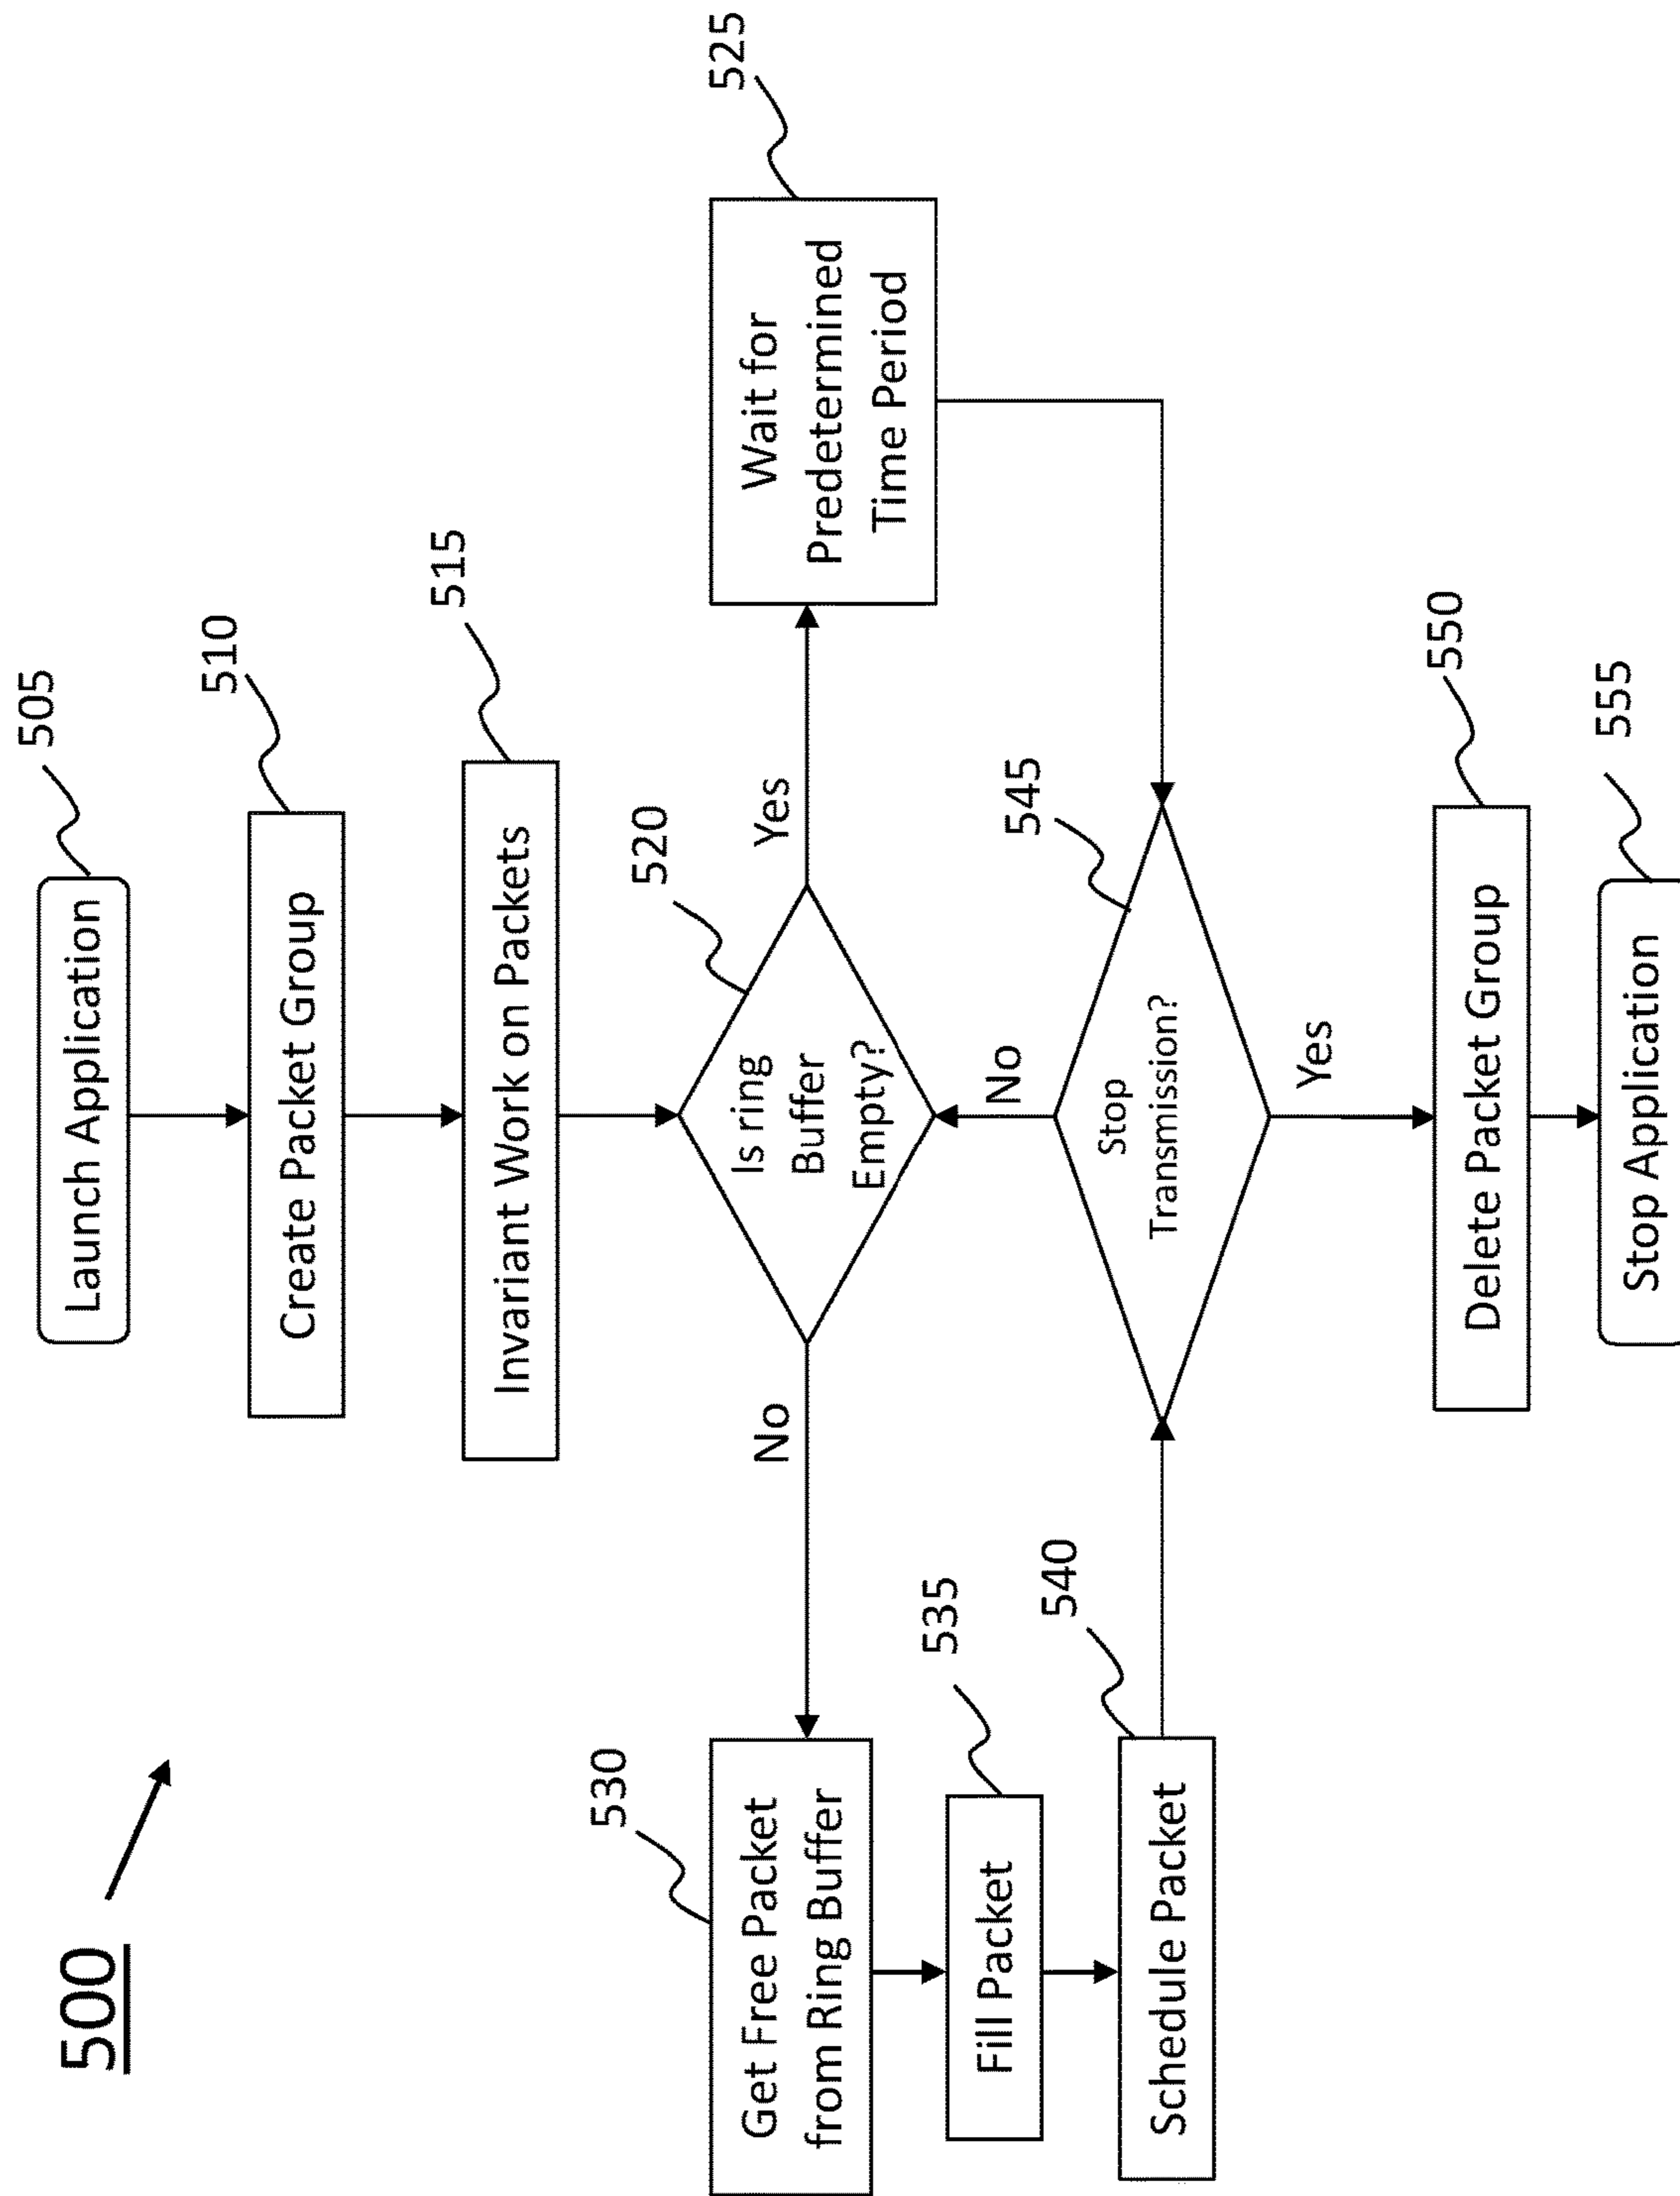 500
Launch Application
505
Create Packet Group
510
Invariant Work on Packets
515
Is ring
Buffer
Empty?
520
Yes
No
Wait for
Predetermined
Time Period
525
Get Free Packet
from Ring Buffer
530
Fill Packet
535
Schedule Packet
540
Stop
Transmission?
545
No
Yes
Delete Packet Group
550
Stop Application
555